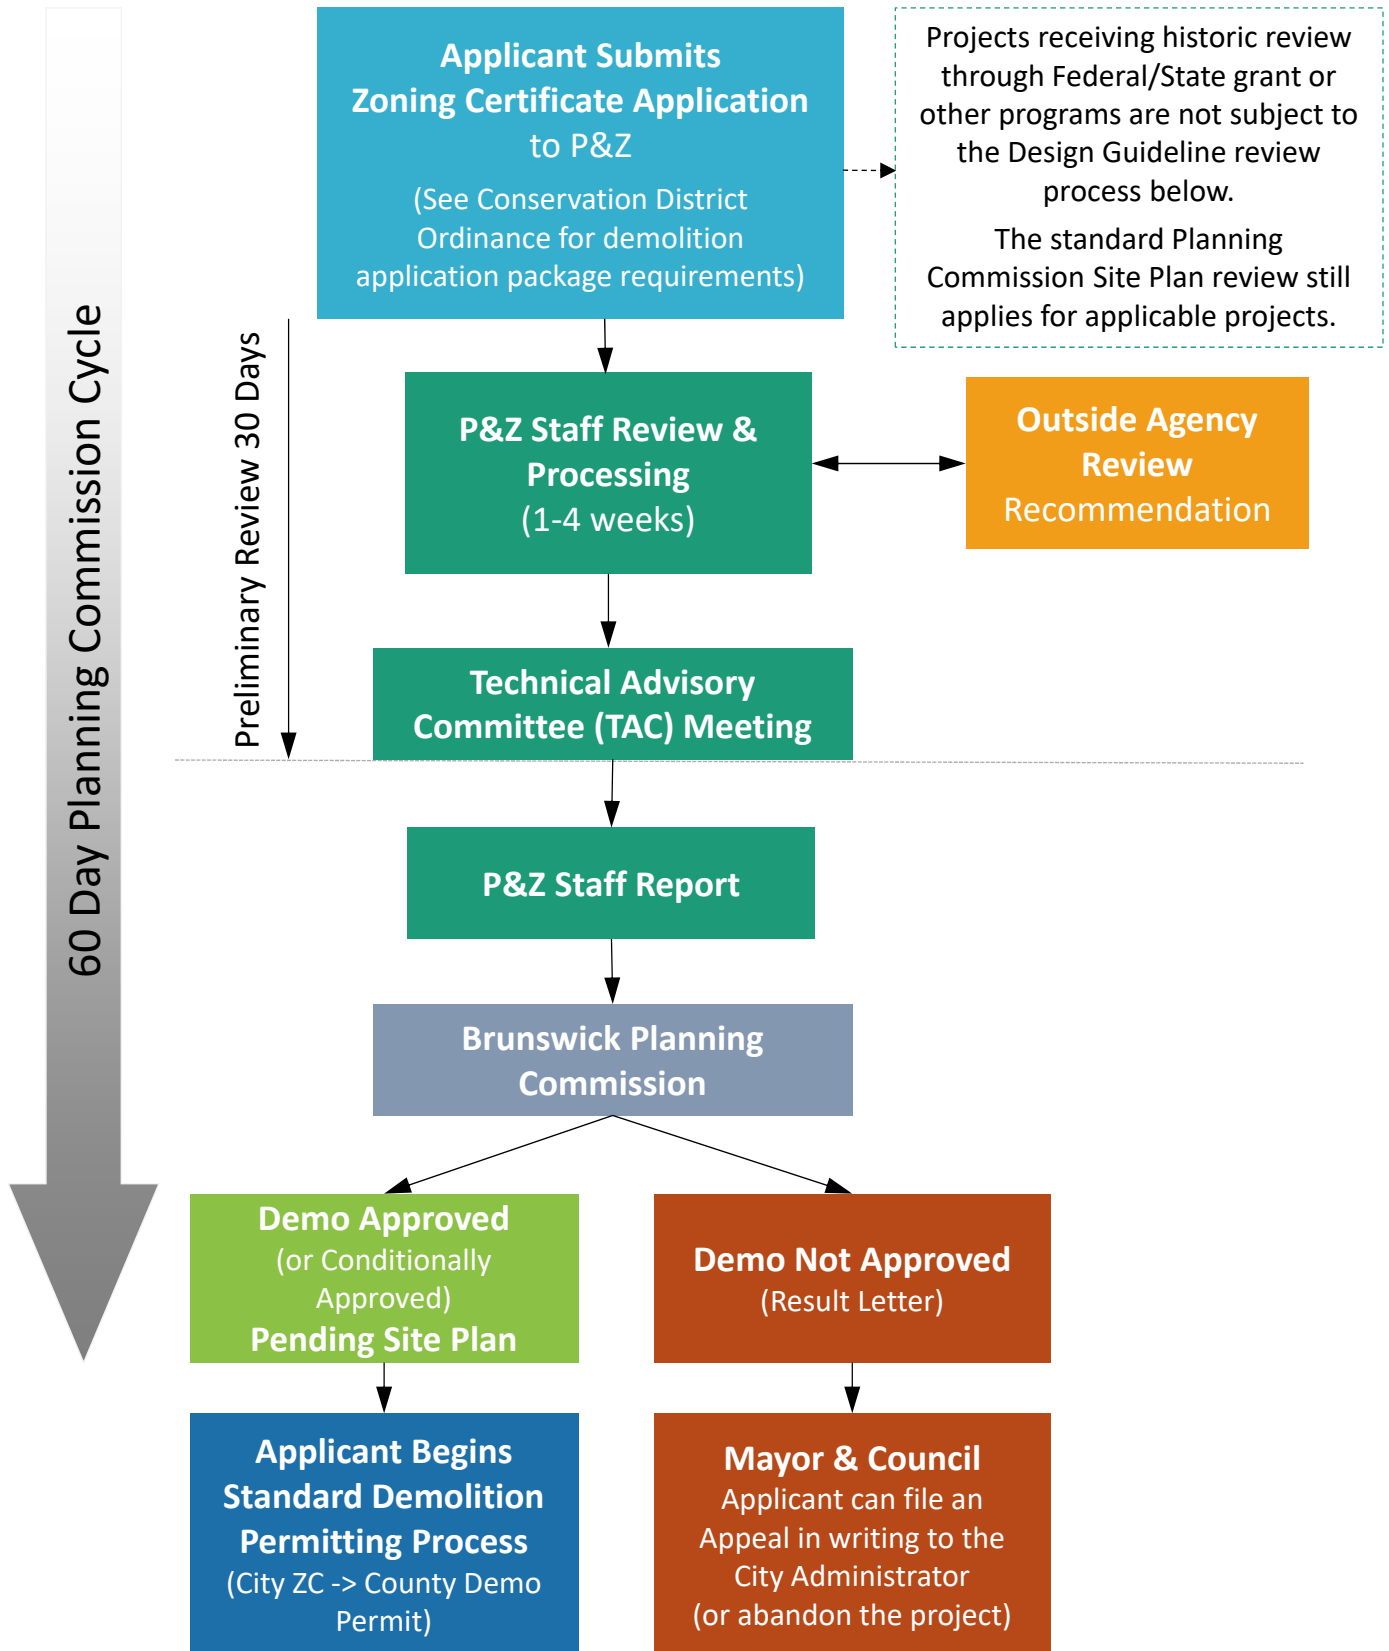 Applicant Submits
Zoning Certificate Application
to P&Z
(See Conservation District
Ordinance for demolition
application package requirements)
Projects receiving historic review
through Federal/State grant or
other programs are not subject to
the Design Guideline review
process below.
The standard Planning
Commission Site Plan review still
applies for applicable projects.
60 Day Planning Commission Cycle
Preliminary Review 30 Days
P&Z Staff Review &
Processing
(1-4 weeks)
Outside Agency
Review
Recommendation
Technical Advisory
Committee (TAC) Meeting
P&Z Staff Report
Brunswick Planning
Commission
Demo Approved
(or Conditionally
Approved)
Pending Site Plan
Demo Not Approved
(Result Letter)
Applicant Begins
Standard Demolition
Permitting Process
(City ZC -> County Demo
Permit)
Mayor & Council
Applicant can file an
Appeal in writing to the
City Administrator
(or abandon the project)